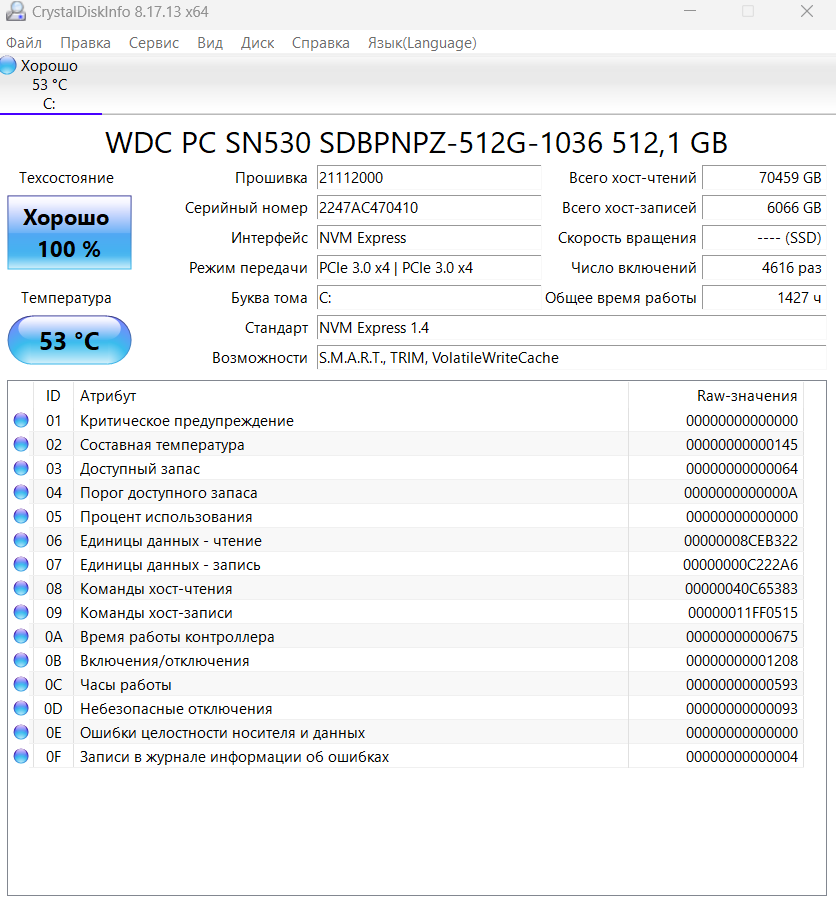 CrystalDiskInfo 8.17.13 x64
Файл Правка Сервис Вид Диск Справка Язык(Language)
Хорошо
53 °C
C:
WDC PC SN530 SDBPNPZ-512G-1036 512,1 GB
Техсостояние
Хорошо
100 %
Температура
53 °C
Прошивка 21112000
Серийный номер 2247AC470410
Интерфейс NVM Express
Режим передачи PCIe 3.0 x4 | PCIe 3.0 x4
Буква тома C:
Стандарт NVM Express 1.4
Возможности S.M.A.R.T., TRIM, VolatileWriteCache
Всего хост-чтений 70459 GB
Всего хост-записей 6066 GB
Скорость вращения ---- (SSD)
Число включений 4616 раз
Общее время работы 1427 ч
ID Атрибут Raw-значения
01 Критическое предупреждение 00000000000000
02 Составная температура 00000000000145
03 Доступный запас 00000000000064
04 Порог доступного запаса 0000000000000A
05 Процент использования 00000000000000
06 Единицы данных - чтение 00000008CEB322
07 Единицы данных - запись 00000000C222A6
08 Команды хост-чтения 00000040C65383
09 Команды хост-записи 00000011FF0515
0A Время работы контроллера 00000000000675
0B Включения/отключения 00000000001208
0C Часы работы 00000000000593
0D Небезопасные отключения 00000000000093
0E Ошибки целостности носителя и данных 00000000000000
0F Записи в журнале информации об ошибках 00000000000004